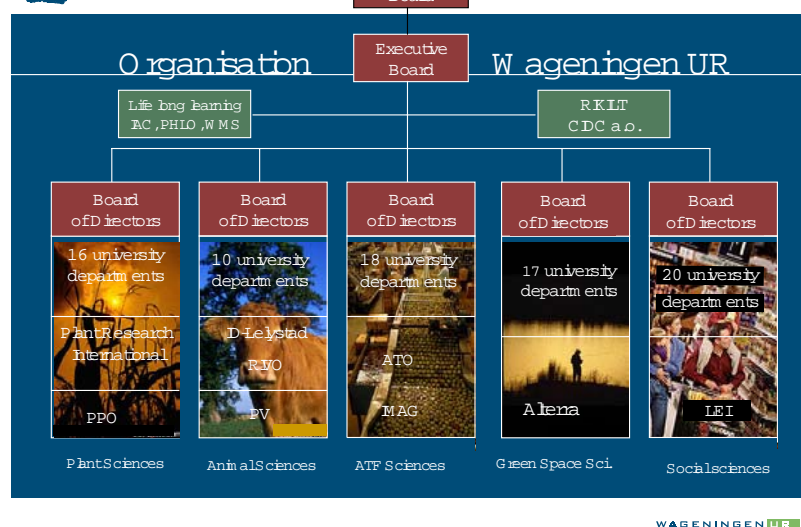 Executive
Board
Organisation
Wageningen UR
Life long learning
IAC, PHLO, WMS
RIKILT
CIDC a.o.
Board
of Directors
Board
of Directors
Board
of Directors
Board
of Directors
Board
of Directors
16 university
departments
10 university
departments
18 university
departments
17 university
departments
20 university
departments
Plant Research
International
ID-Lelystad
RIVO
ATO
Alterra
PPO
PV
IMAG
LEI
Plant Sciences
Animal Sciences
ATF Sciences
Green Space Sci.
Social sciences
WAGENINGEN UR